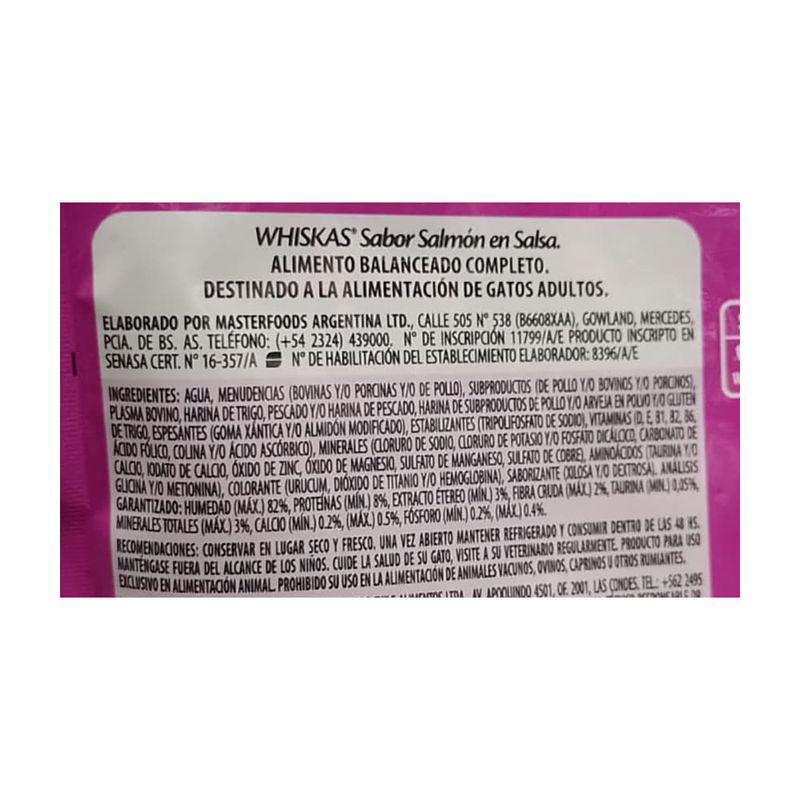 WHISKAS® Sabor Salmón en Salsa.
ALIMENTO BALANCEADO COMPLETO.
DESTINADO A LA ALIMENTACIÓN DE GATOS ADULTOS.
ELABORADO POR MASTERFOODS ARGENTINA LTD., CALLE 505 N° 538 (B6608XAA), GOWLAND, MERCEDES,
PCIA. DE BS. AS. TELÉFONO: (+54 2324) 439000. N° DE INSCRIPCIÓN 11799/A/E PRODUCTO INSCRIPTO EN
SENASA CERT. N° 16-357/A N° DE HABILITACIÓN DEL ESTABLECIMIENTO ELABORADOR: 8396/A/E
INGREDIENTES: AGUA, MENUDENCIAS (BOVINAS Y/O PORCINAS Y/O DE POLLO), SUBPRODUCTOS (DE POLLO Y/O BOVINOS Y/O PORCINOS),
PLASMA BOVINO, HARINA DE TRIGO, PESCADO Y/O HARINA DE PESCADO, HARINA DE SUBPRODUCTOS DE POLLO Y/O ARVEJA EN POLVO Y/O GLUTEN
DE TRIGO, ESPESANTES (GOMA XÁNTICA Y/O ALMIDÓN MODIFICADO), ESTABILIZANTES (TRIPOLIFOSFATO DE SODIO), VITAMINAS (D, E, B1, B2, B6,
ÁCIDO FÓLICO, COLINA Y/O ÁCIDO ASCÓRBICO), MINERALES (CLORURO DE SODIO, CLORURO DE POTASIO Y/O FOSFATO DICÁLCICO, CARBONATO DE
CALCIO, IODATO DE CALCIO, ÓXIDO DE ZINC, ÓXIDO DE MAGNESIO, SULFATO DE MANGANESO, SULFATO DE COBRE), AMINOÁCIDOS (TAURINA Y/O
GLICINA Y/O METIONINA), COLORANTE (URUCUM, DIÓXIDO DE TITANIO Y/O HEMOGLOBINA), SABORIZANTE (XILOSA Y/O DEXTROSA). ANÁLISIS
GARANTIZADO: HUMEDAD (MÁX.) 82%, PROTEÍNAS (MÍN.) 8%, EXTRACTO ÉTEREO (MÍN.) 3%, FIBRA CRUDA (MÁX.) 2%, TAURINA (MÍN.) 0,05%,
MINERALES TOTALES (MÁX.) 3%, CALCIO (MÍN.) 0.2%, (MÁX.) 0.5%, FÓSFORO (MÍN.) 0.2%, (MÁX.) 0.4%.
RECOMENDACIONES: CONSERVAR EN LUGAR SECO Y FRESCO. UNA VEZ ABIERTO MANTENER REFRIGERADO Y CONSUMIR DENTRO DE LAS 48 HS.
MANTÉNGASE FUERA DEL ALCANCE DE LOS NIÑOS. CUIDE LA SALUD DE SU GATO, VISITE A SU VETERINARIO REGULARMENTE. PRODUCTO PARA USO
EXCLUSIVO EN ALIMENTACIÓN ANIMAL. PROHIBIDO SU USO EN LA ALIMENTACIÓN DE ANIMALES VACUNOS, OVINOS, CAPRINOS U OTROS RUMIANTES.
ALIMENTOS LTDA. AV. APOQUINDO 4501, OF. 2001, LAS CONDES. TEL.: +562 2495